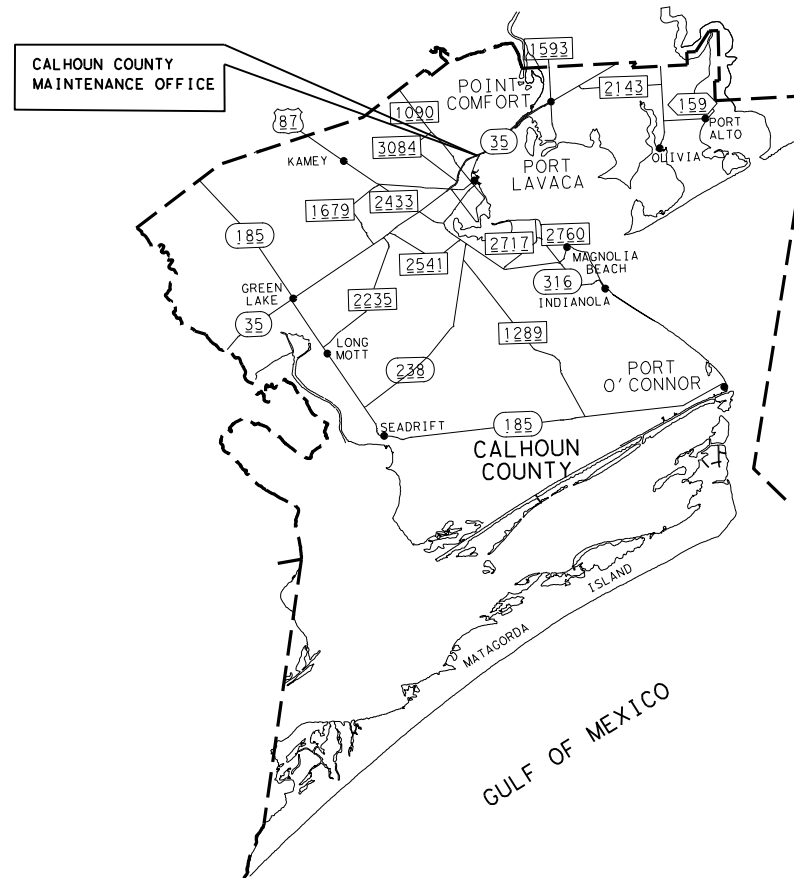 CALHOUN COUNTY
MAINTENANCE OFFICE
1593
POINT
COMFORT
2143
1090
159
87
PORT
ALTO
35
3084
KAMEY
OLIVIA
PORT
LAVACA
1679
2433
185
2717
2760
2541
MAGNOLIA
BEACH
316
GREEN
LAKE
2235
INDIANOLA
35
1289
LONG
MOTT
238
PORT
O'CONNOR
SEADRIFT
185
CALHOUN
COUNTY
MATAGORDA
ISLAND
GULF OF MEXICO